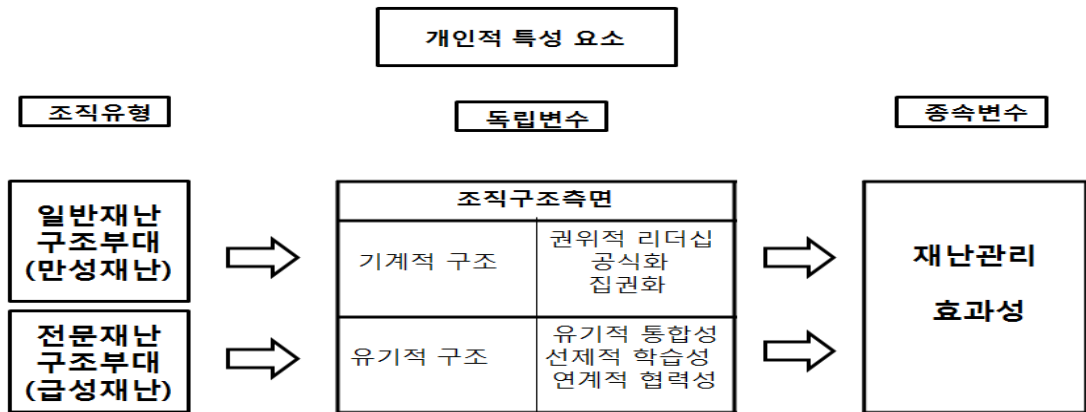 개인적 특성 요소
조직유형
독립변수
종속변수
일반재난
구조부대
(만성재난)
조직구조측면
기계적 구조
권위적 리더십
공식화
집권화
재난관리
효과성
전문재난
구조부대
(급성재난)
유기적 구조
유기적 통합성
선제적 학습성
연계적 협력성